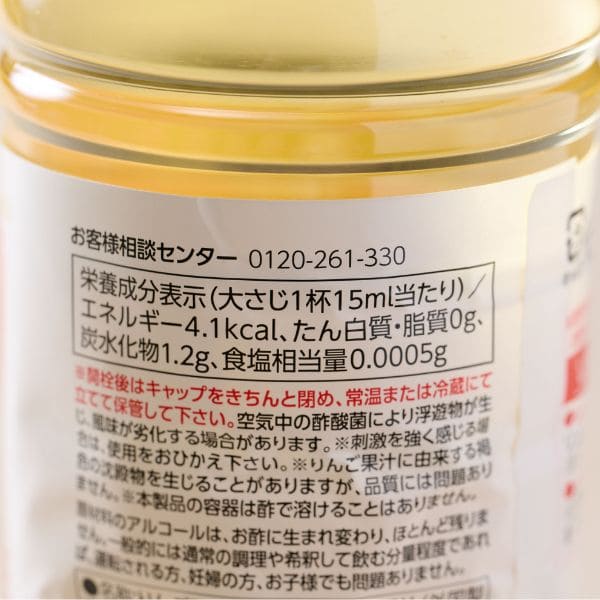 お客様相談センター 0120-261-330
栄養成分表示(大さじ1杯15ml当たり)/
エネルギー4.1kcal、たん白質・脂質0g、
炭水化物1.2g、食塩相当量0.0005g
※開栓後はキャップをきちんと閉め、常温または冷蔵にて
立てて保管して下さい。空気中の酢酸菌により浮遊物が生
じ、風味が劣化する場合があります。※刺激を強く感じる場
合は、使用をおひかえ下さい。※りんご果汁に由来する褐
色の沈殿物を生じることがありますが、品質には問題あり
ません。※本製品の容器は酢で溶けることはありません。
原材料のアルコールは、お酢に生まれ変わり、ほとんど残りま
せん。一般的には通常の調理や希釈して飲む分量程度であれ
ば、運転される方、妊婦の方、お子様でも問題ありません。